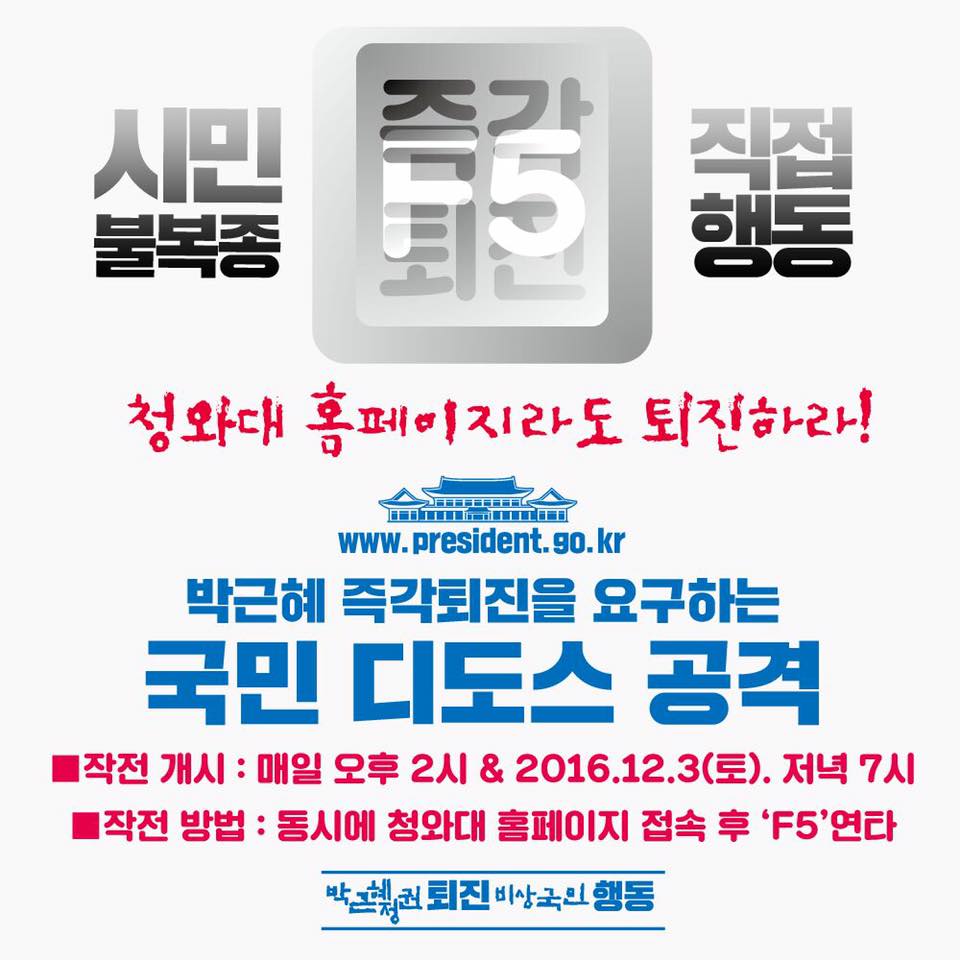 시민
불복종
즉각
퇴진
F5
직접
행동
청와대 홈페이지라도 퇴진하라!
www.president.go.kr
박근혜 즉각퇴진을 요구하는
국민 디도스 공격
■작전 개시 : 매일 오후 2시 & 2016.12.3(토). 저녁 7시
■작전 방법 : 동시에 청와대 홈페이지 접속 후 ‘F5’연타
박근혜정권 퇴진 비상국민행동